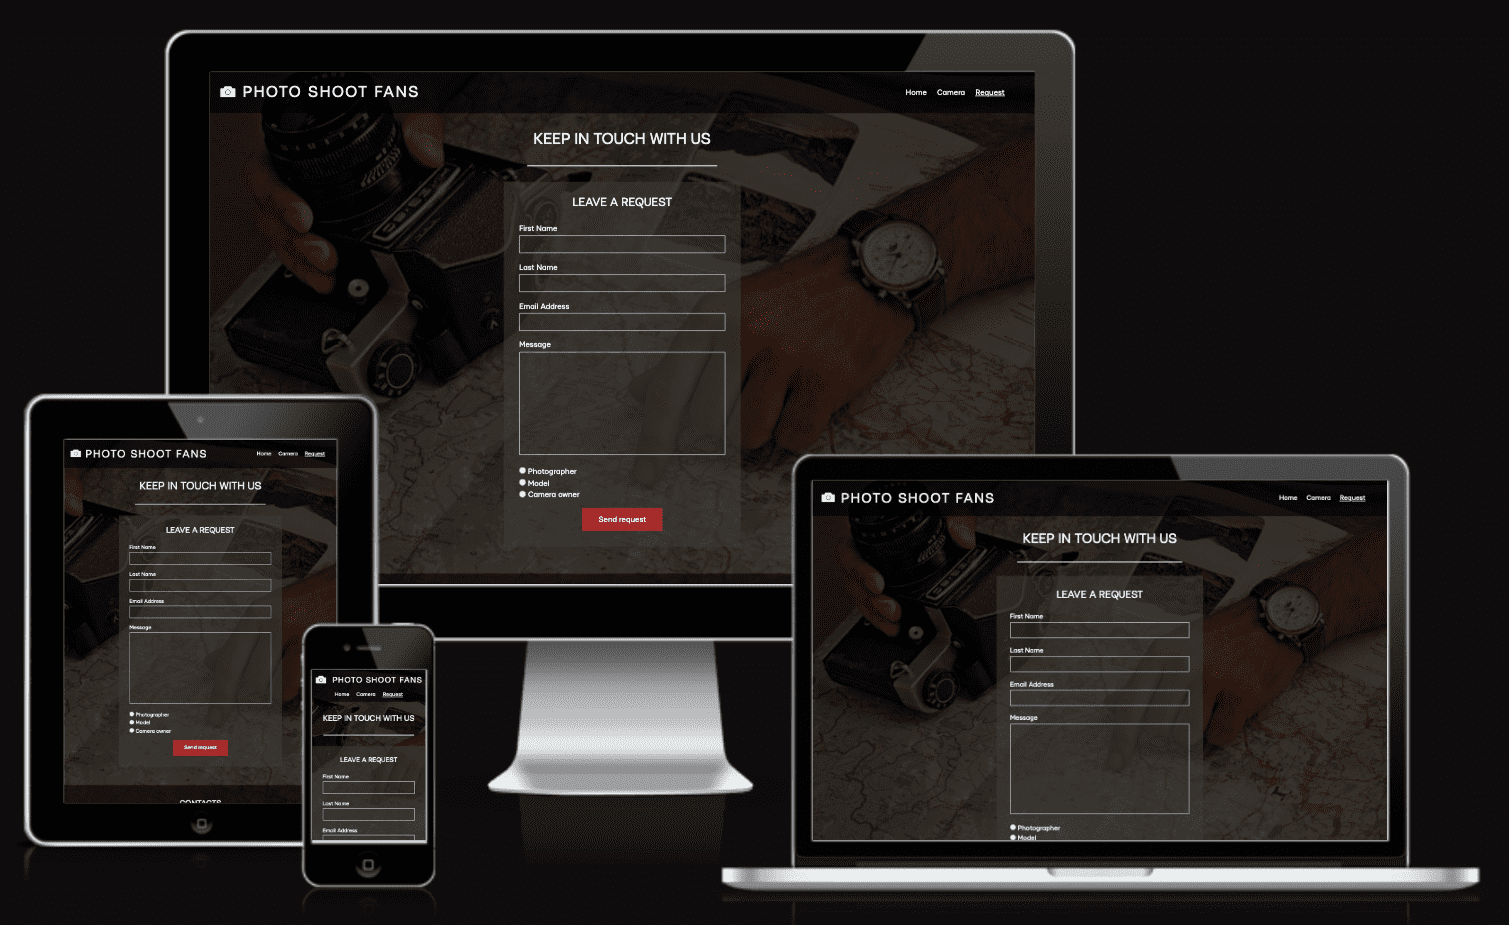 PHOTO SHOOT FANS
Home Camera Request
KEEP IN TOUCH WITH US
LEAVE A REQUEST
First Name
Last Name
Email Address
Message
Photographer
Model
Camera owner
Send request
PHOTO SHOOT FANS
Home Camera Request
KEEP IN TOUCH WITH US
LEAVE A REQUEST
First Name
Last Name
Email Address
Message
Photographer
Model
Camera owner
Send request
CONTACTS
PHOTO SHOOT FANS
Home Camera Request
KEEP IN TOUCH WITH US
LEAVE A REQUEST
First Name
Last Name
Email Address
PHOTO SHOOT FANS
Home Camera Request
KEEP IN TOUCH WITH US
LEAVE A REQUEST
First Name
Last Name
Email Address
Message
Photographer
Model